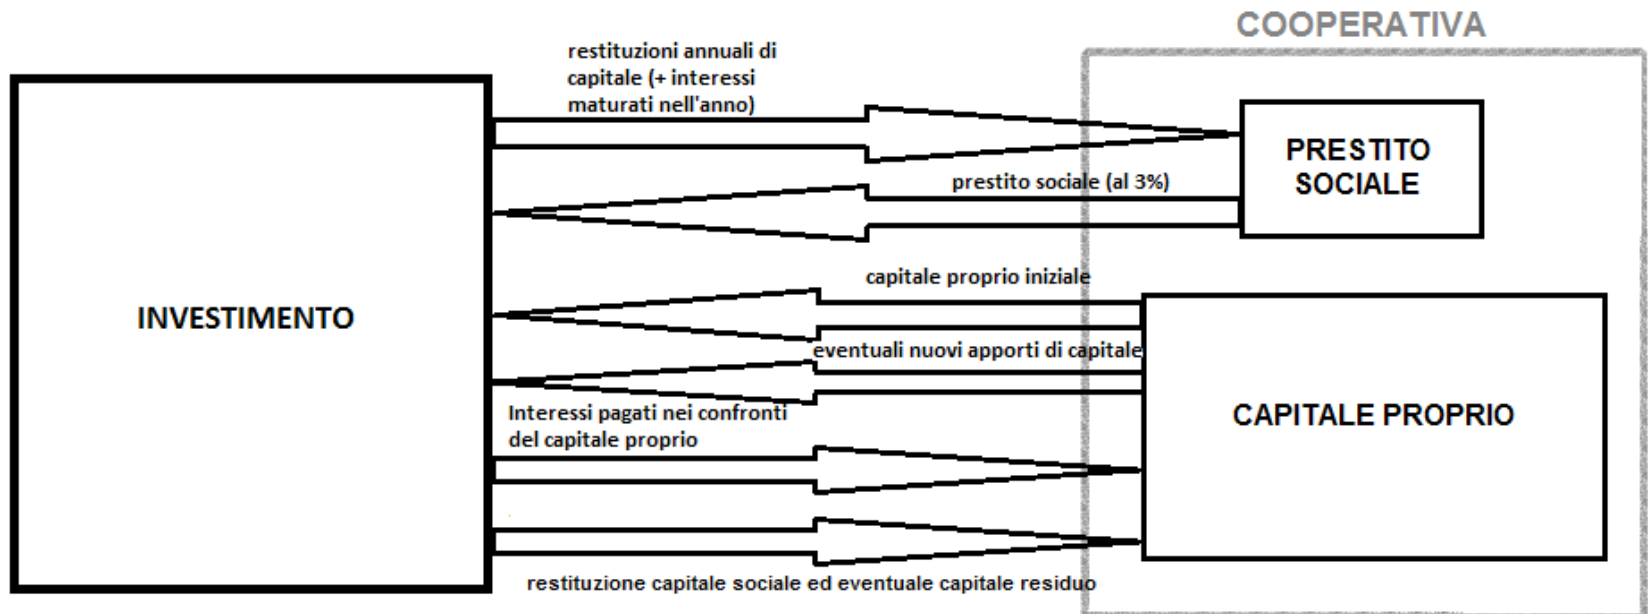 COOPERATIVA
restituzioni annuali di
capitale (+ interessi
maturati nell'anno)
PRESTITO
SOCIALE
prestito sociale (al 3%)
capitale proprio iniziale
INVESTIMENTO
eventuali nuovi apporti di capitale
Interessi pagati nei confronti
del capitale proprio
CAPITALE PROPRIO
restituzione capitale sociale ed eventuale capitale residuo